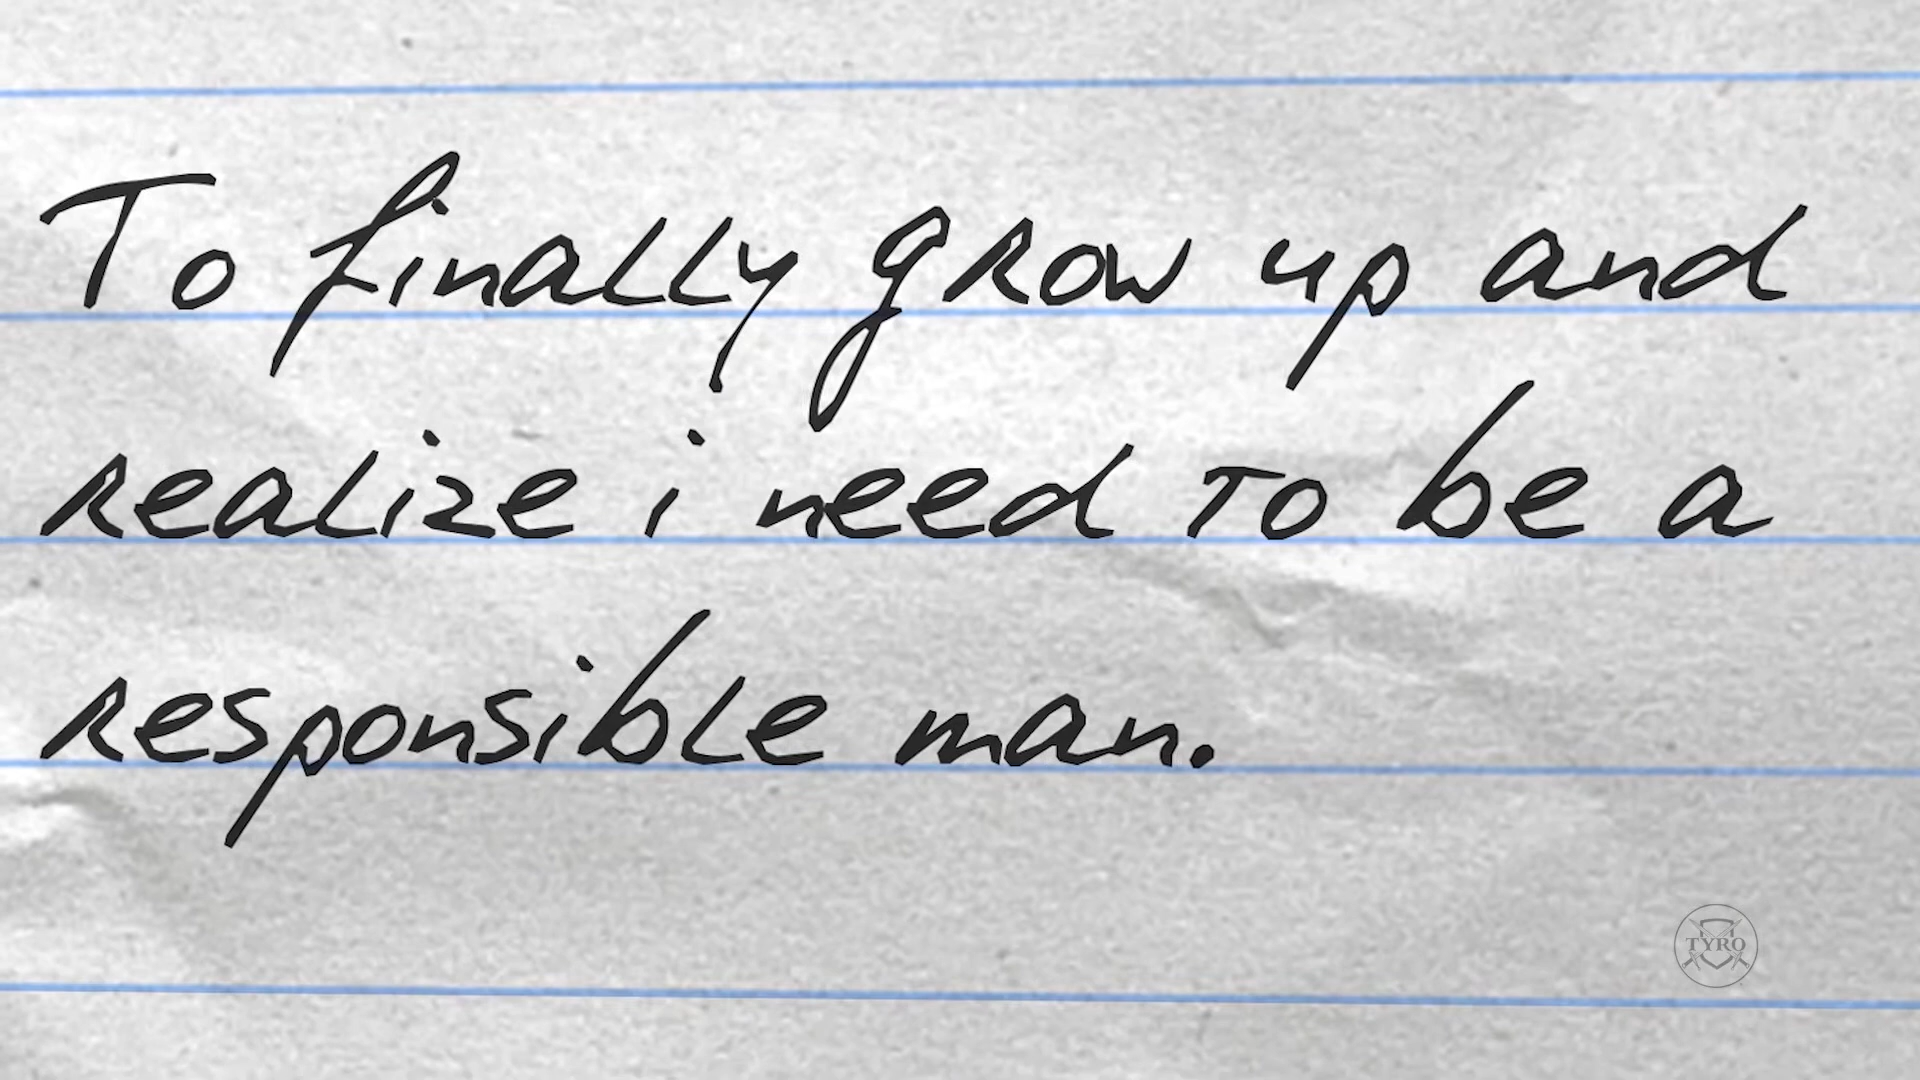 To finally grow up and
realize i need to be a
responsible man.
TYRO